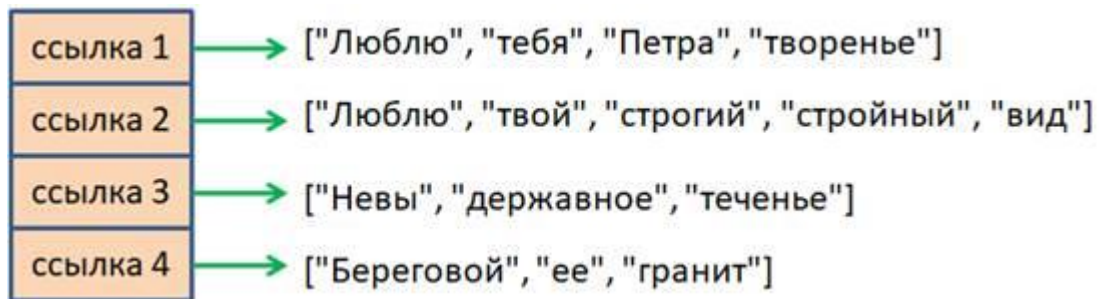 ссылка 1 ["Люблю", "тебя", "Петра", "творенье"]
ссылка 2 ["Люблю", "твой", "строгий", "стройный", "вид"]
ссылка 3 ["Невы", "державное", "теченье"]
ссылка 4 ["Береговой", "ее", "гранит"]